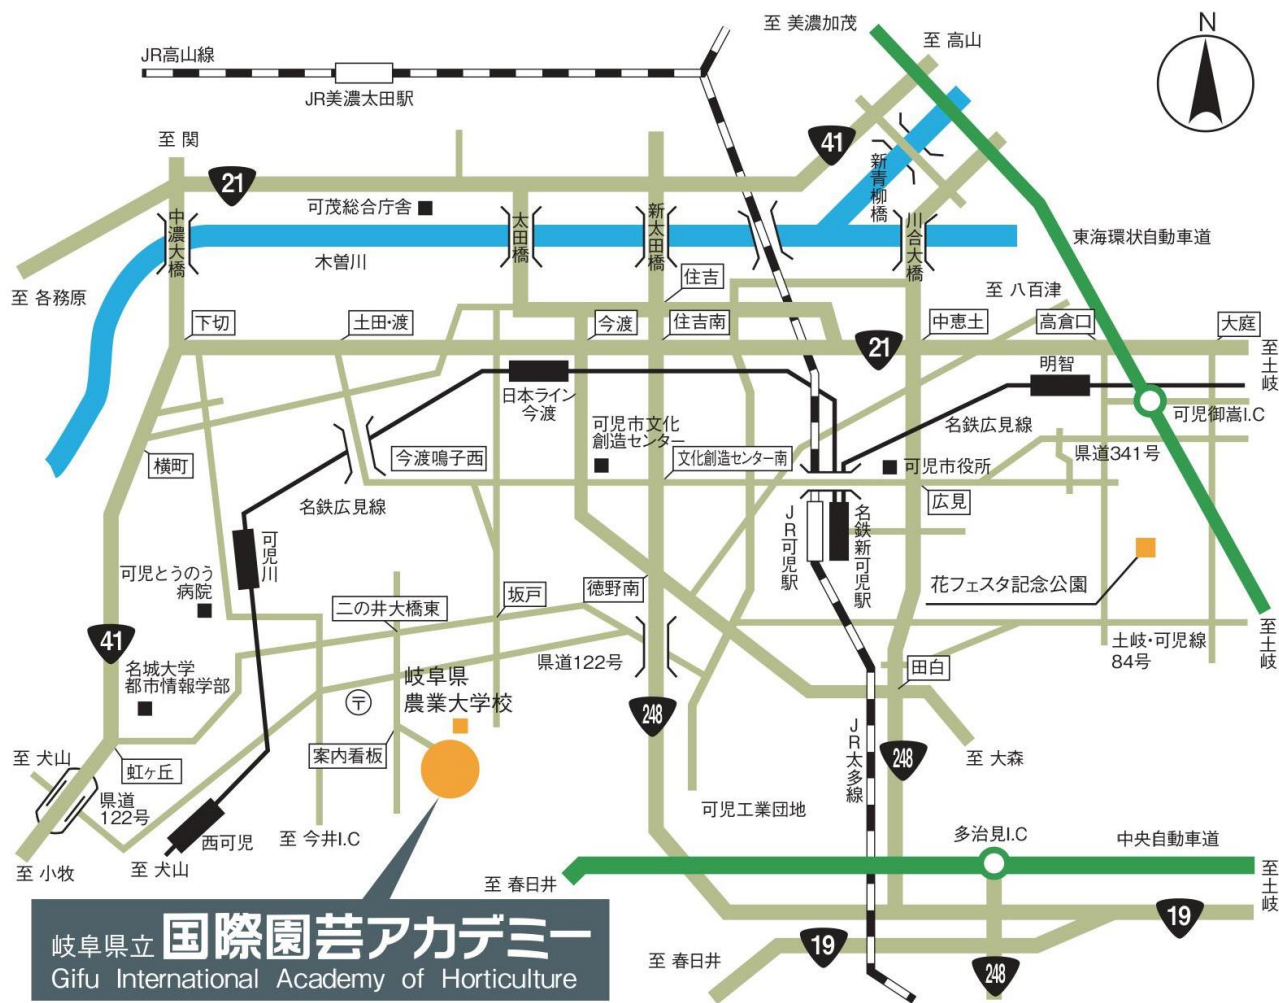 至 美濃加茂
N
至 高山
JR高山線
JR美濃太田駅
至 関
41
21
新青柳橋
可茂総合庁舎
中濃大橋
太田橋
新太田橋
川合大橋
東海環状自動車道
木曽川
至 各務原
住吉
至 八百津
下切
土田・渡
今渡
住吉南
中恵土
高倉口
大庭
21
至土岐
明智
日本ライン
今渡
可児市文化
創造センター
名鉄広見線
可児御嵩I.C
横町
今渡鳴子西
文化創造センター南
可児市役所
県道341号
名鉄広見線
広見
可児川
JR可児駅
名鉄新可児駅
可児とうのう
病院
花フェスタ記念公園
二の井大橋東
坂戸
徳野南
41
県道122号
土岐・可児線
84号
至土岐
名城大学
都市情報学部
岐阜県
農業大学校
田白
〒
248
JR太多線
248
案内看板
至 犬山
虹ヶ丘
至 大森
県道
122号
可児工業団地
西可児
至 今井I.C
多治見I.C
中央自動車道
至 小牧
至 犬山
至 春日井
至土岐
岐阜県立 国際園芸アカデミー
Gifu International Academy of Horticulture
19
19
至 春日井
248